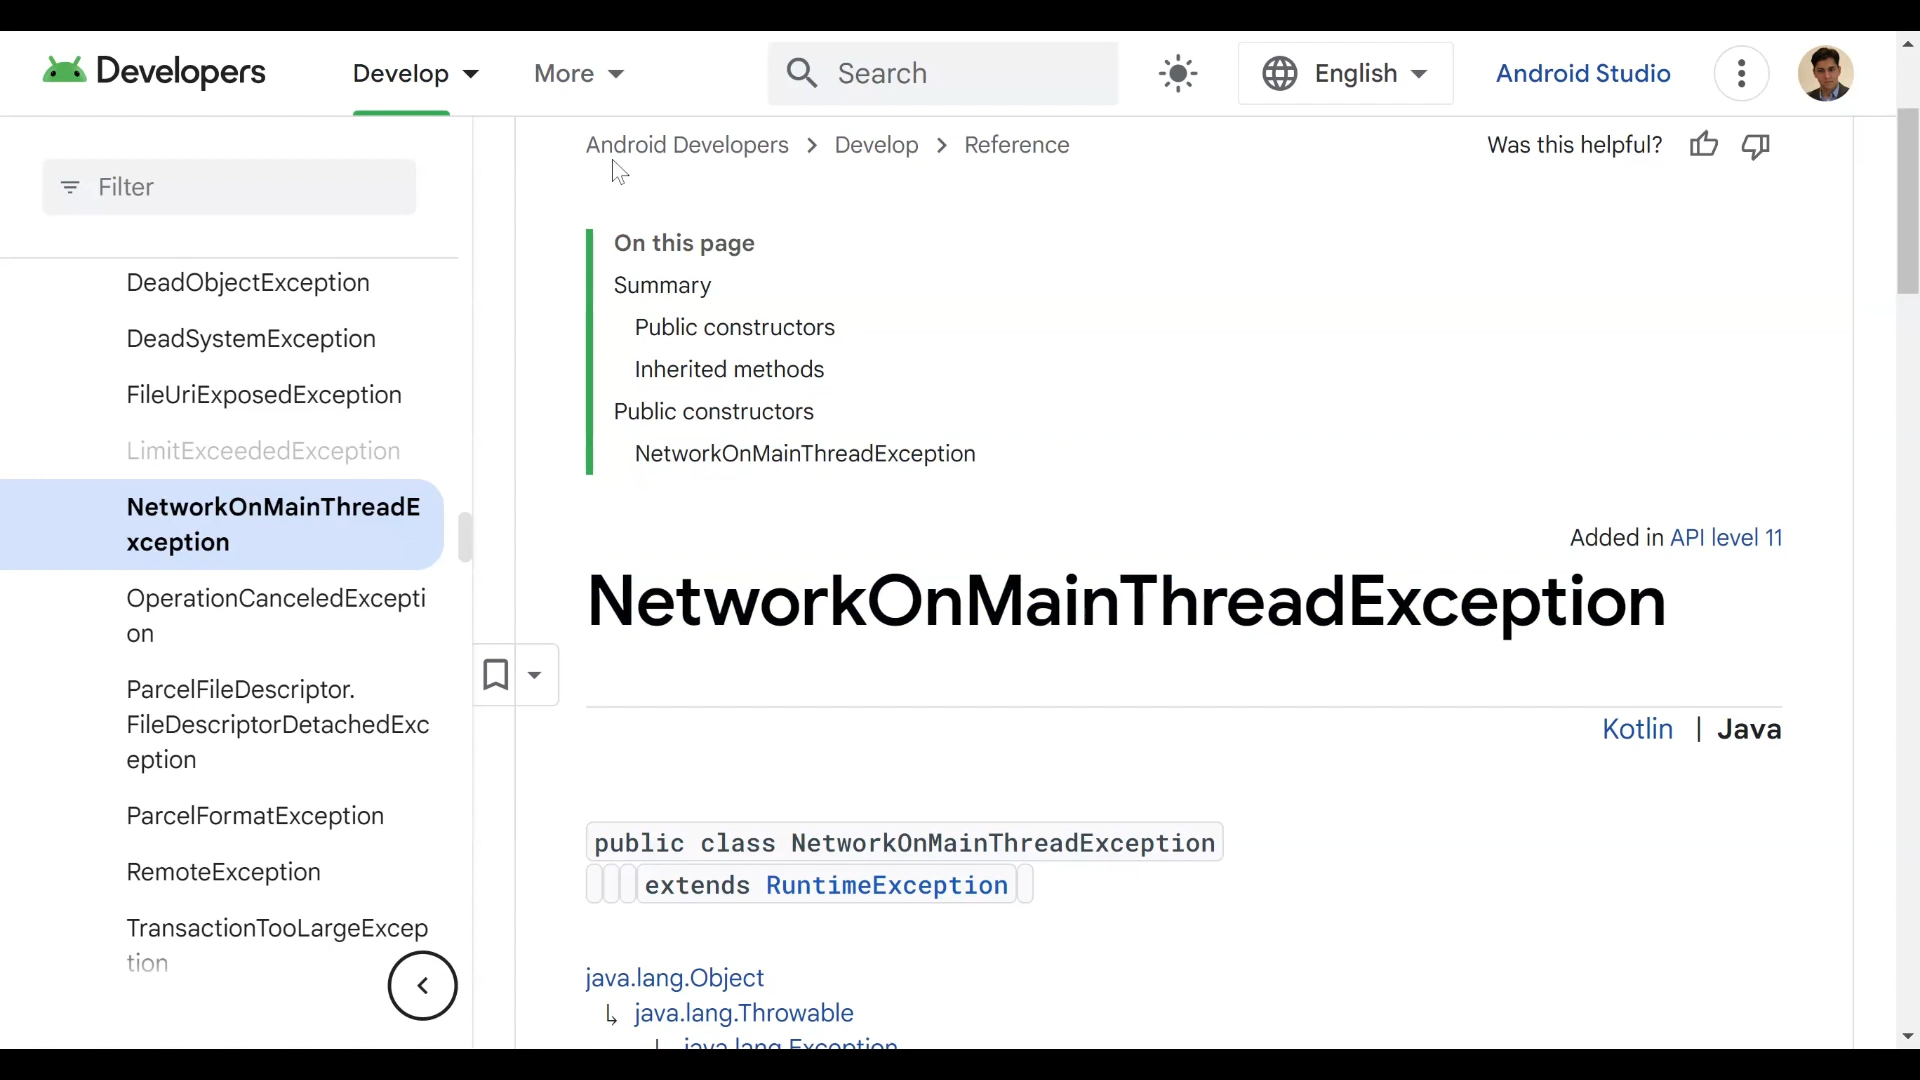 Developers
Develop
More
Search
English
Android Studio
Filter
DeadObjectException
DeadSystemException
FileUriExposedException
LimitExceededException
NetworkOnMainThreadE
xception
OperationCanceledExcepti
on
ParcelFileDescriptor.
FileDescriptorDetachedExc
eption
ParcelFormatException
RemoteException
TransactionTooLargeExcep
tion
Android Developers > Develop > Reference
Was this helpful?
On this page
Summary
Public constructors
Inherited methods
Public constructors
NetworkOnMainThreadException
Added in API level 11
NetworkOnMainThreadException
Kotlin | Java
public class NetworkOnMainThreadException
extends RuntimeException
java.lang.Object
↳ java.lang.Throwable
java.lang.Exception